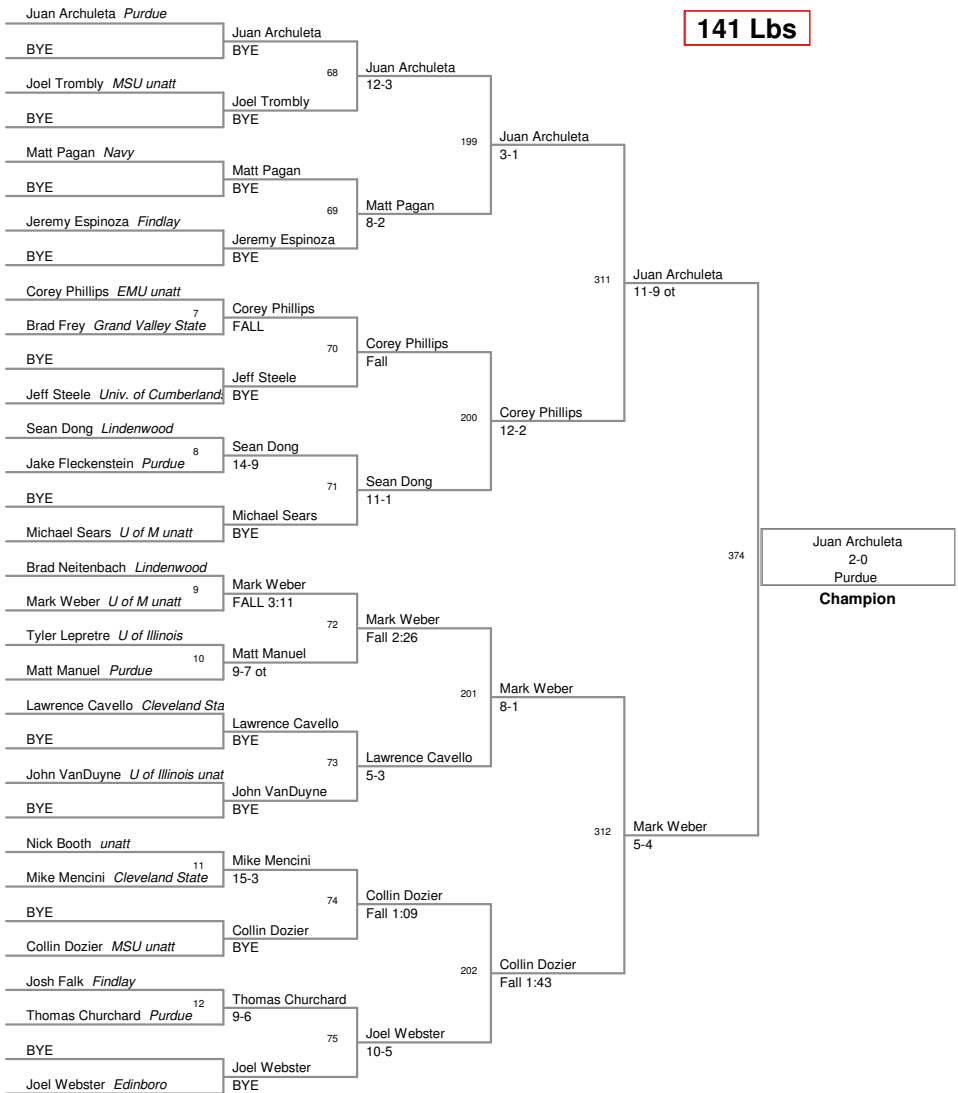 141 Lbs
Juan Archuleta Purdue
BYE
Joel Trombly MSU unatt
BYE
Matt Pagan Navy
BYE
Jeremy Espinoza Findlay
BYE
Corey Phillips EMU unatt
7
Brad Frey Grand Valley State
BYE
Jeff Steele Univ. of Cumberlands
Sean Dong Lindenwood
8
Jake Fleckenstein Purdue
BYE
Michael Sears U of M unatt
Brad Neitenbach Lindenwood
9
Mark Weber U of M unatt
Tyler Lepretre U of Illinois
10
Matt Manuel Purdue
Lawrence Cavello Cleveland Sta
BYE
John VanDuyne U of Illinois unat
BYE
Nick Booth unatt
11
Mike Mencini Cleveland State
BYE
Collin Dozier MSU unatt
Josh Falk Findlay
12
Thomas Churchard Purdue
BYE
Joel Webster Edinboro
Juan Archuleta
BYE
68
Joel Trombly
BYE
Matt Pagan
BYE
69
Jeremy Espinoza
BYE
Corey Phillips
FALL
70
Jeff Steele
BYE
Sean Dong
14-9
71
Michael Sears
BYE
Mark Weber
FALL 3:11
72
Matt Manuel
9-7 ot
Lawrence Cavello
BYE
73
John VanDuyne
BYE
Mike Mencini
15-3
74
Collin Dozier
BYE
Thomas Churchard
9-6
75
Joel Webster
BYE
Juan Archuleta
12-3
199
Matt Pagan
8-2
Corey Phillips
Fall
200
Sean Dong
11-1
Mark Weber
Fall 2:26
201
Lawrence Cavello
5-3
Collin Dozier
Fall 1:09
202
Joel Webster
10-5
Juan Archuleta
3-1
311
Corey Phillips
12-2
Mark Weber
8-1
312
Collin Dozier
Fall 1:43
Juan Archuleta
11-9 ot
374
Mark Weber
5-4
Juan Archuleta
2-0
Purdue
Champion